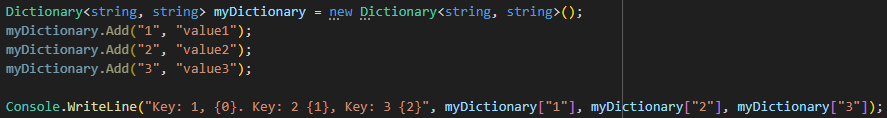 Dictionary<string, string> myDictionary = new Dictionary<string, string>();
myDictionary.Add("1", "value1");
myDictionary.Add("2", "value2");
myDictionary.Add("3", "value3");
Console.WriteLine("Key: 1, {0}. Key: 2 {1}, Key: 3 {2}", myDictionary["1"], myDictionary["2"], myDictionary["3"]);